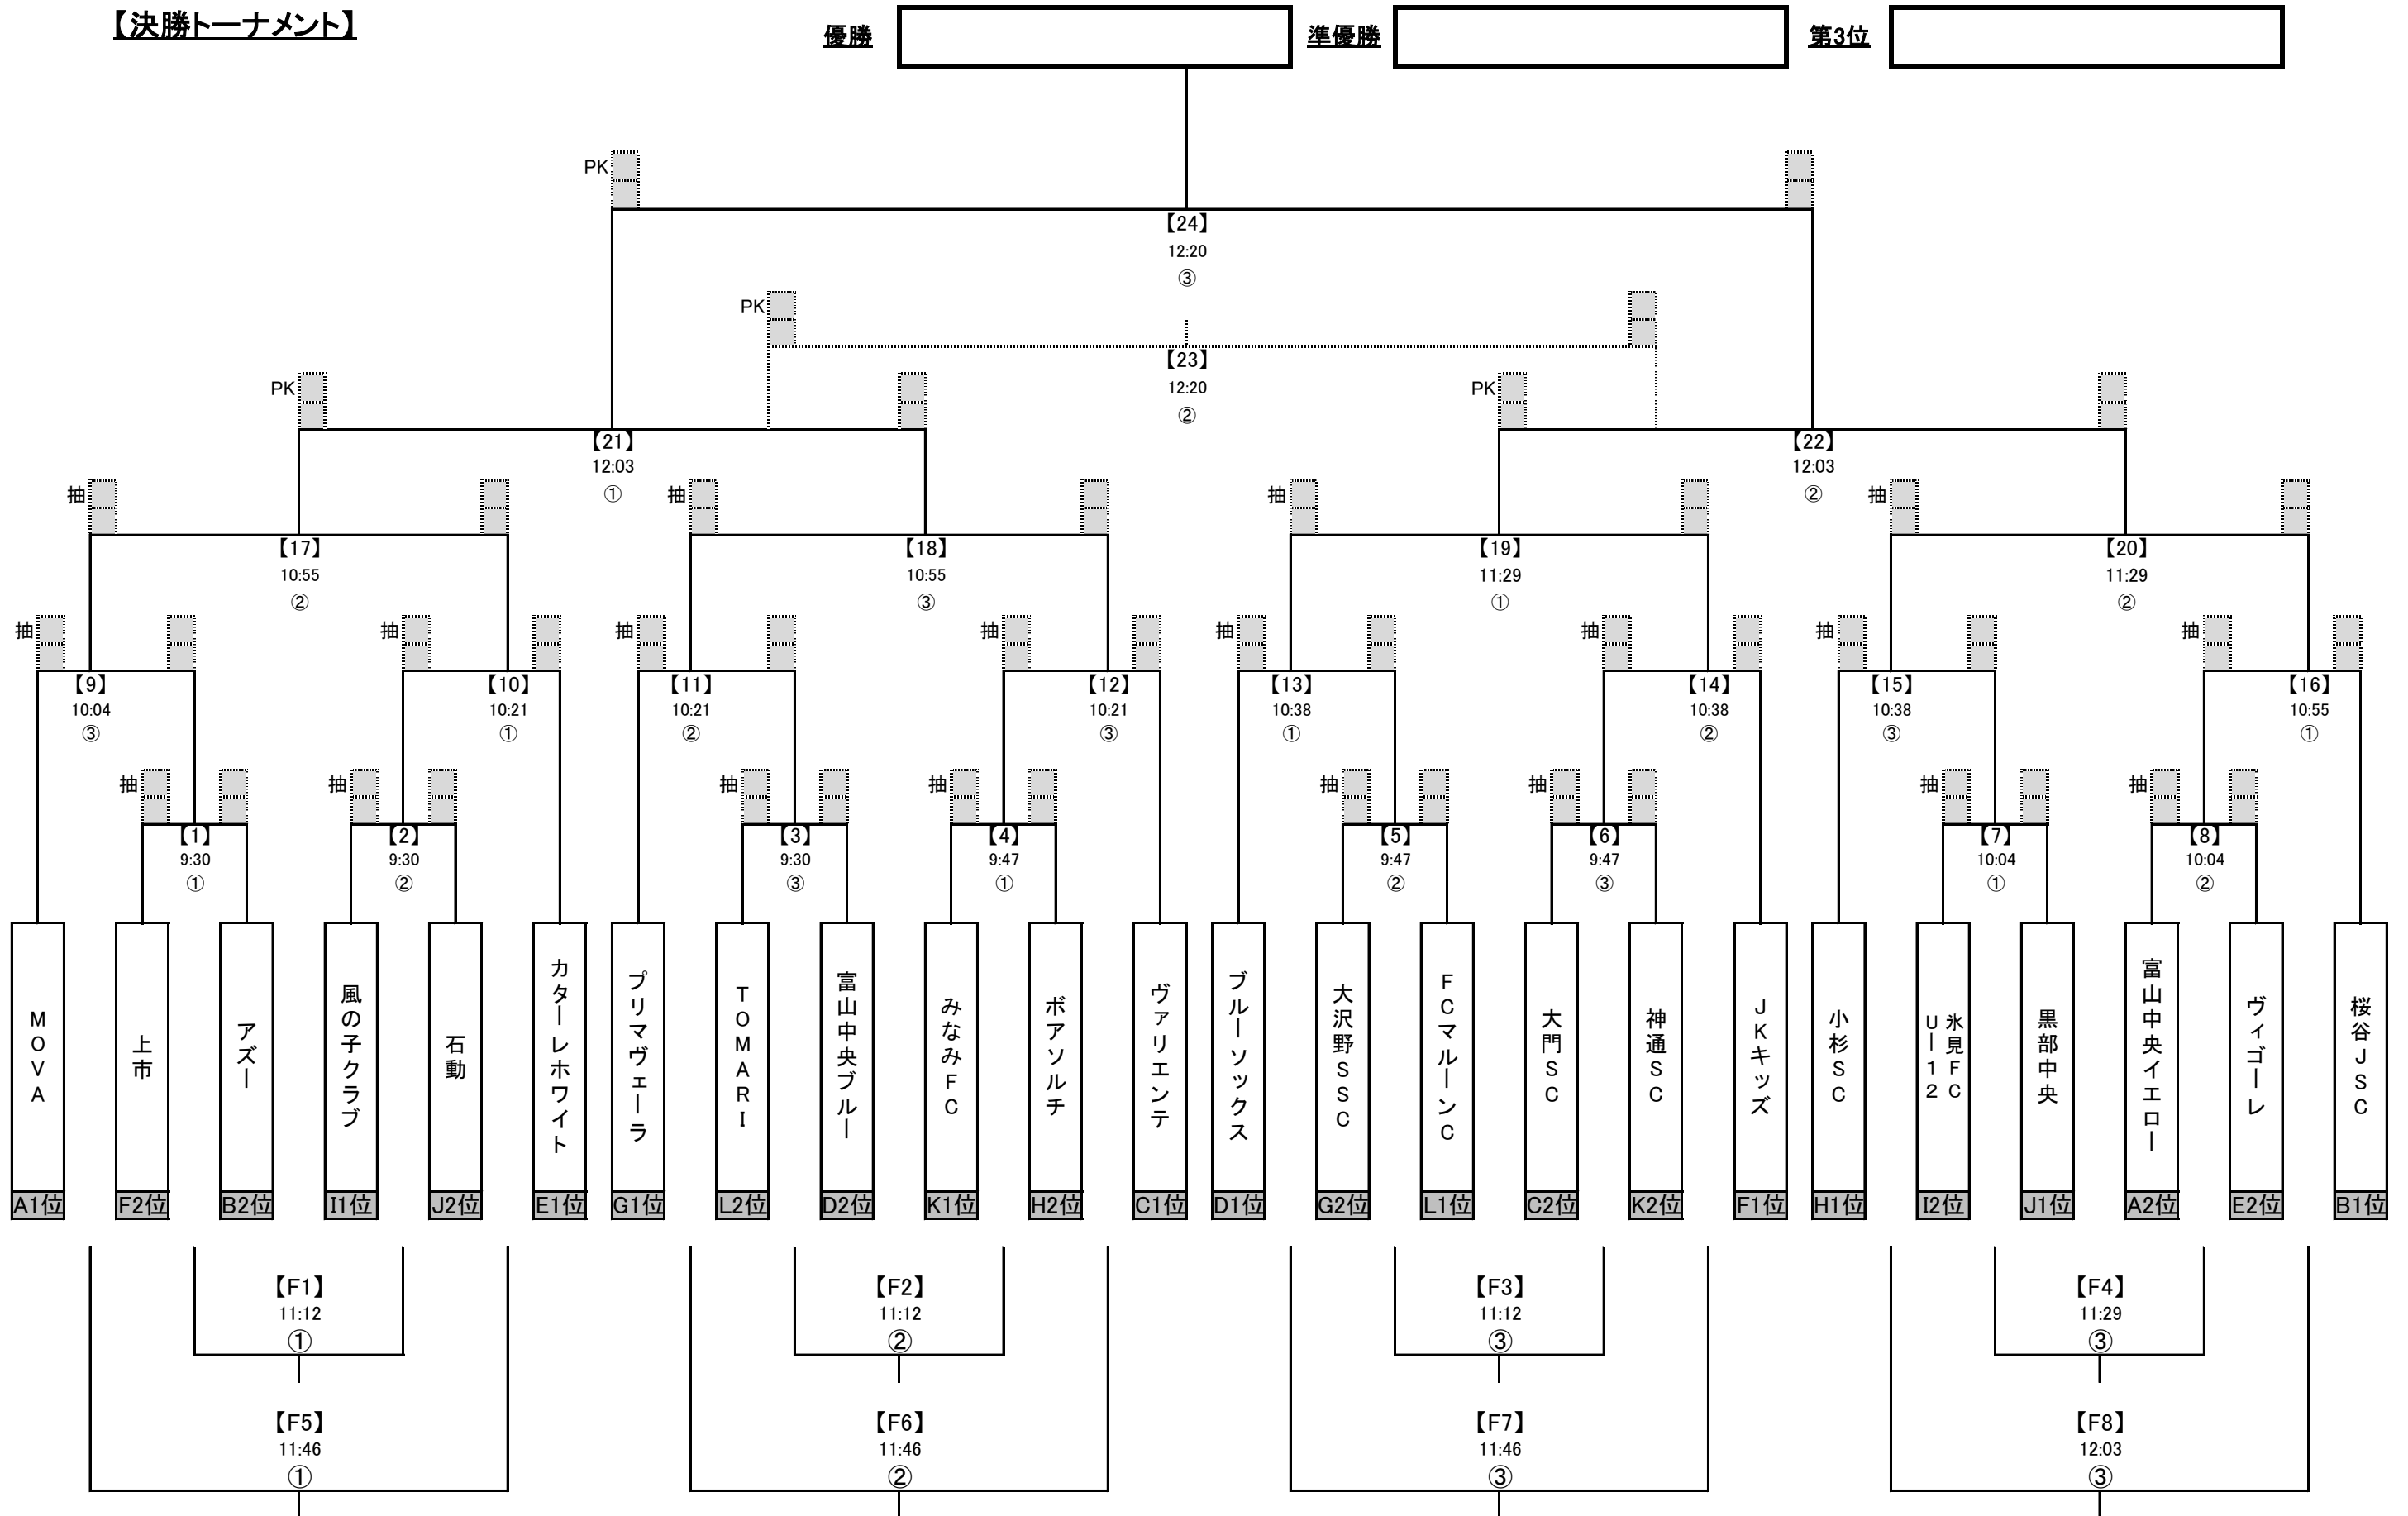 【決勝トーナメント】
優勝
準優勝
第3位
PK
【24】
12:20
③
PK
【23】
12:20
②
PK
PK
【21】
12:03
①
【22】
12:03
②
抽
抽
抽
抽
【17】
10:55
②
【18】
10:55
③
【19】
11:29
①
【20】
11:29
②
抽
抽
抽
抽
抽
抽
抽
抽
【9】
10:04
③
【10】
10:21
①
【11】
10:21
②
【12】
10:21
③
【13】
10:38
①
【14】
10:38
②
【15】
10:38
③
【16】
10:55
①
抽
抽
抽
抽
抽
抽
抽
抽
【1】
9:30
①
【2】
9:30
②
【3】
9:30
③
【4】
9:47
①
【5】
9:47
②
【6】
9:47
③
【7】
10:04
①
【8】
10:04
②
MOVA
上市
アズー
風の子クラブ
石動
カターレホワイト
プリマヴェーラ
TOMARI
富山中央ブルー
みなみFC
ボアソルチ
ヴァリエンテ
ブルーソックス
大沢野SSC
FCマルーンC
大門SC
神通SC
JKキッズ
小杉SC
氷見FC
U-12
黒部中央
富山中央イエロー
ヴィゴーレ
桜谷JSC
A1位
F2位
B2位
I1位
J2位
E1位
G1位
L2位
D2位
K1位
H2位
C1位
D1位
G2位
L1位
C2位
K2位
F1位
H1位
I2位
J1位
A2位
E2位
B1位
【F1】
11:12
①
【F2】
11:12
②
【F3】
11:12
③
【F4】
11:29
③
【F5】
11:46
①
【F6】
11:46
②
【F7】
11:46
③
【F8】
12:03
③